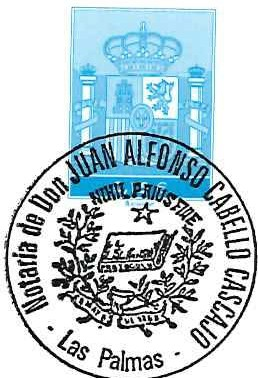 Notaría de Don JUAN ALFONSO CABELLO CASCAJO
NIHIL PRIUS FIDE
- Las Palmas -